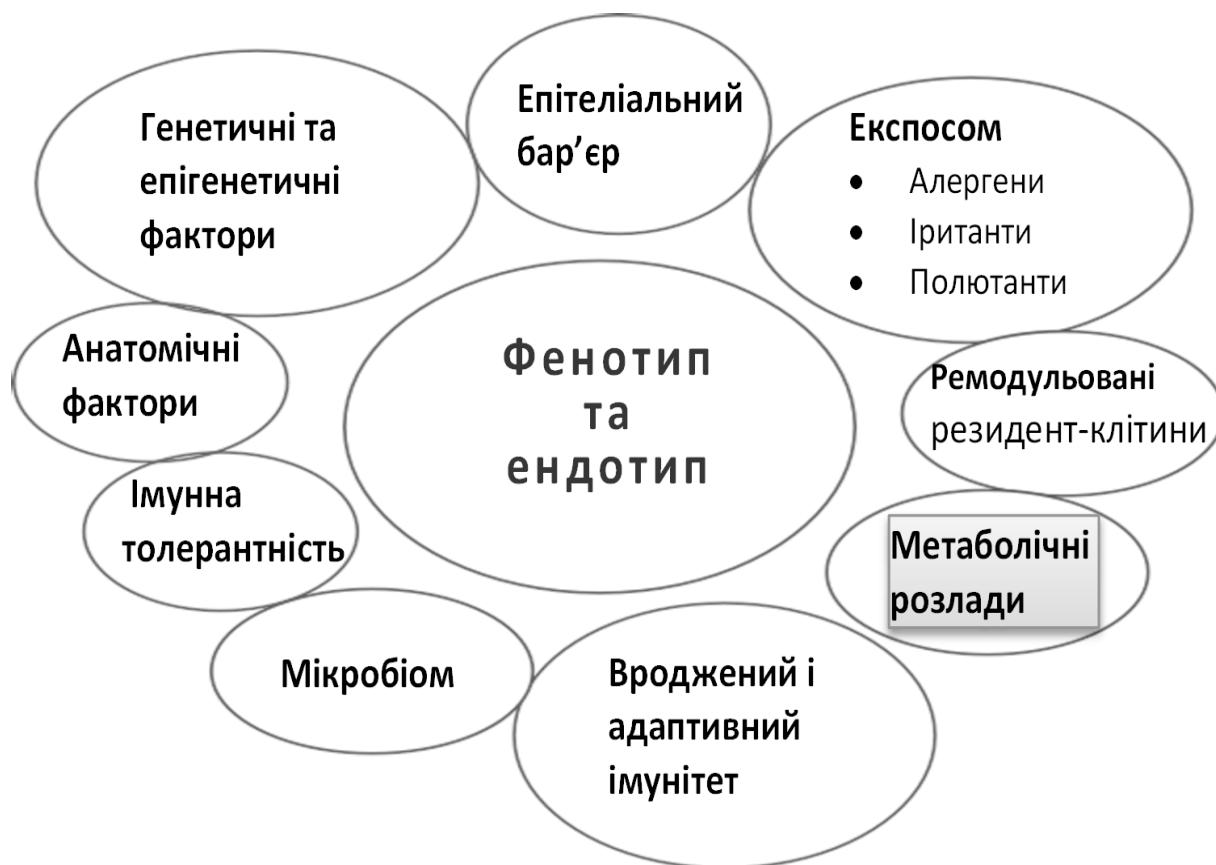 Генетичні та
епігенетичні
фактори
Епітеліальний
бар’єр
Експосом
• Алергени
• Іританти
• Полютанти
Анатомічні
фактори
Фенотип
та
ендотип
Ремодульовані
резидент-клітини
Імунна
толерантність
Метаболічні
розлади
Мікробіом
Вроджений і
адаптивний
імунітет